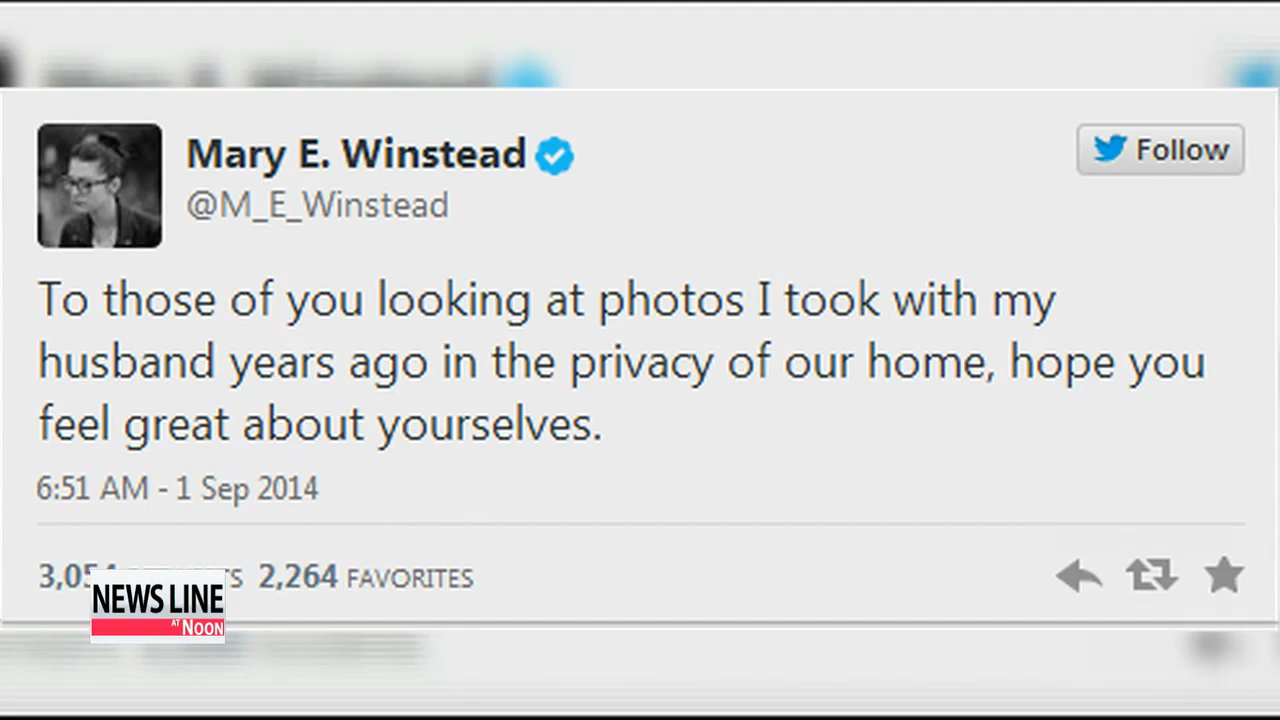 Mary E. Winstead
@M_E_Winstead
Follow
To those of you looking at photos I took with my
husband years ago in the privacy of our home, hope you
feel great about yourselves.
6:51 AM - 1 Sep 2014
2,264 FAVORITES
NEWS LINE
AT NOON